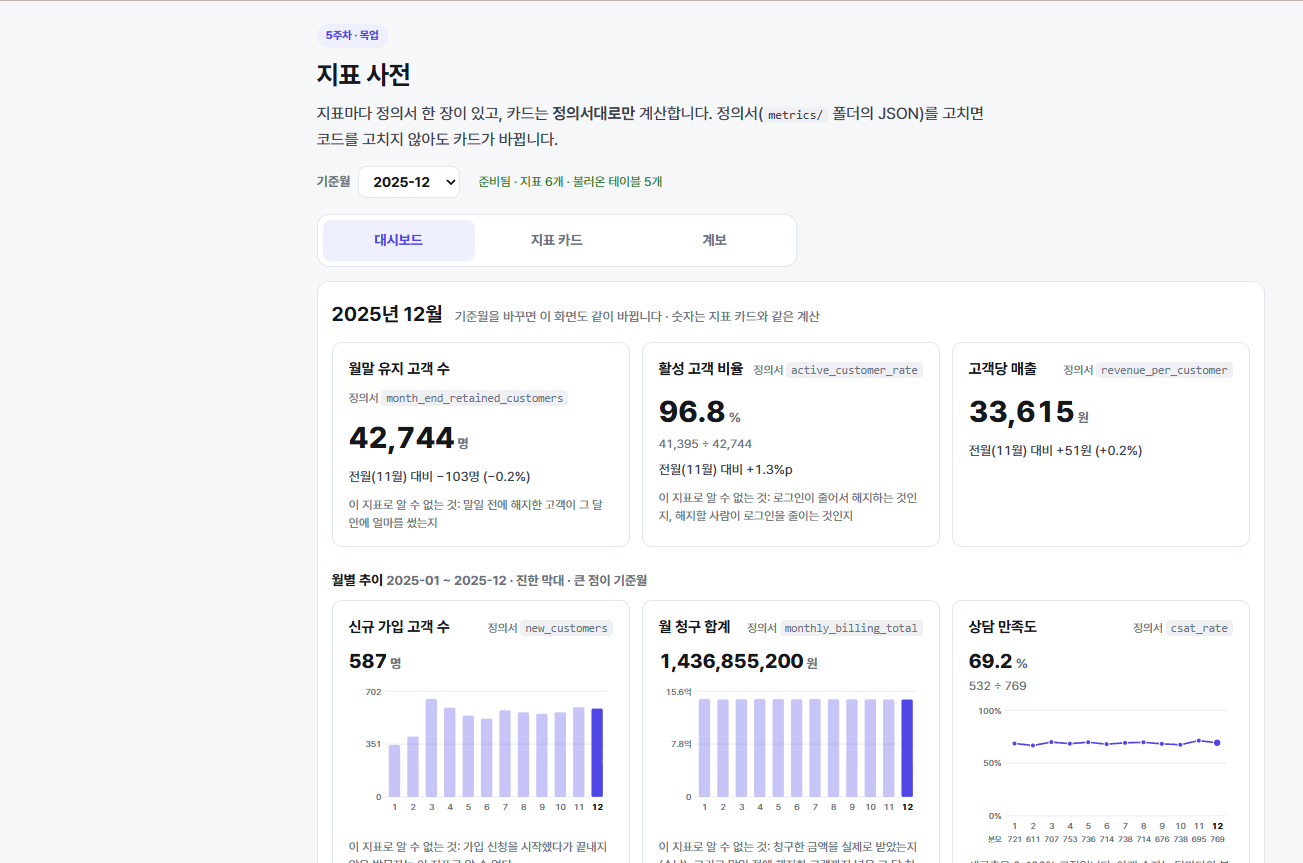 5주차 · 목업
지표 사전
지표마다 정의서 한 장이 있고, 카드는 정의서대로만 계산합니다. 정의서( metrics/ 폴더의 JSON)를 고치면
코드를 고치지 않아도 카드가 바뀝니다.
기준월 2025-12 준비됨 · 지표 6개 · 불러온 테이블 5개
대시보드 지표 카드 계보
2025년 12월 기준월을 바꾸면 이 화면도 같이 바뀝니다 · 숫자는 지표 카드와 같은 계산
월말 유지 고객 수
정의서 month_end_retained_customers
42,744 명
전월(11월) 대비 −103명 (−0.2%)
이 지표로 알 수 없는 것: 말일 전에 해지한 고객이 그 달
안에 얼마를 썼는지
활성 고객 비율 정의서 active_customer_rate
96.8 %
41,395 ÷ 42,744
전월(11월) 대비 +1.3%p
이 지표로 알 수 없는 것: 로그인이 줄어서 해지하는 것인
지, 해지할 사람이 로그인을 줄이는 것인지
고객당 매출 정의서 revenue_per_customer
33,615 원
전월(11월) 대비 +51원 (+0.2%)
월별 추이 2025-01 ~ 2025-12 · 진한 막대 · 큰 점이 기준월
신규 가입 고객 수 정의서 new_customers
587 명
702
351
0
1 2 3 4 5 6 7 8 9 10 11 12
이 지표로 알 수 없는 것: 가입 신청을 시작했다가 끝내지
월 청구 합계 정의서 monthly_billing_total
1,436,855,200 원
15.6억
7.8억
0
1 2 3 4 5 6 7 8 9 10 11 12
이 지표로 알 수 없는 것: 청구한 금액을 실제로 받았는지
상담 만족도 정의서 csat_rate
69.2 %
532 ÷ 769
100%
50%
0%
1 2 3 4 5 6 7 8 9 10 11 12
분모 721 611 707 753 736 714 738 714 676 738 695 769